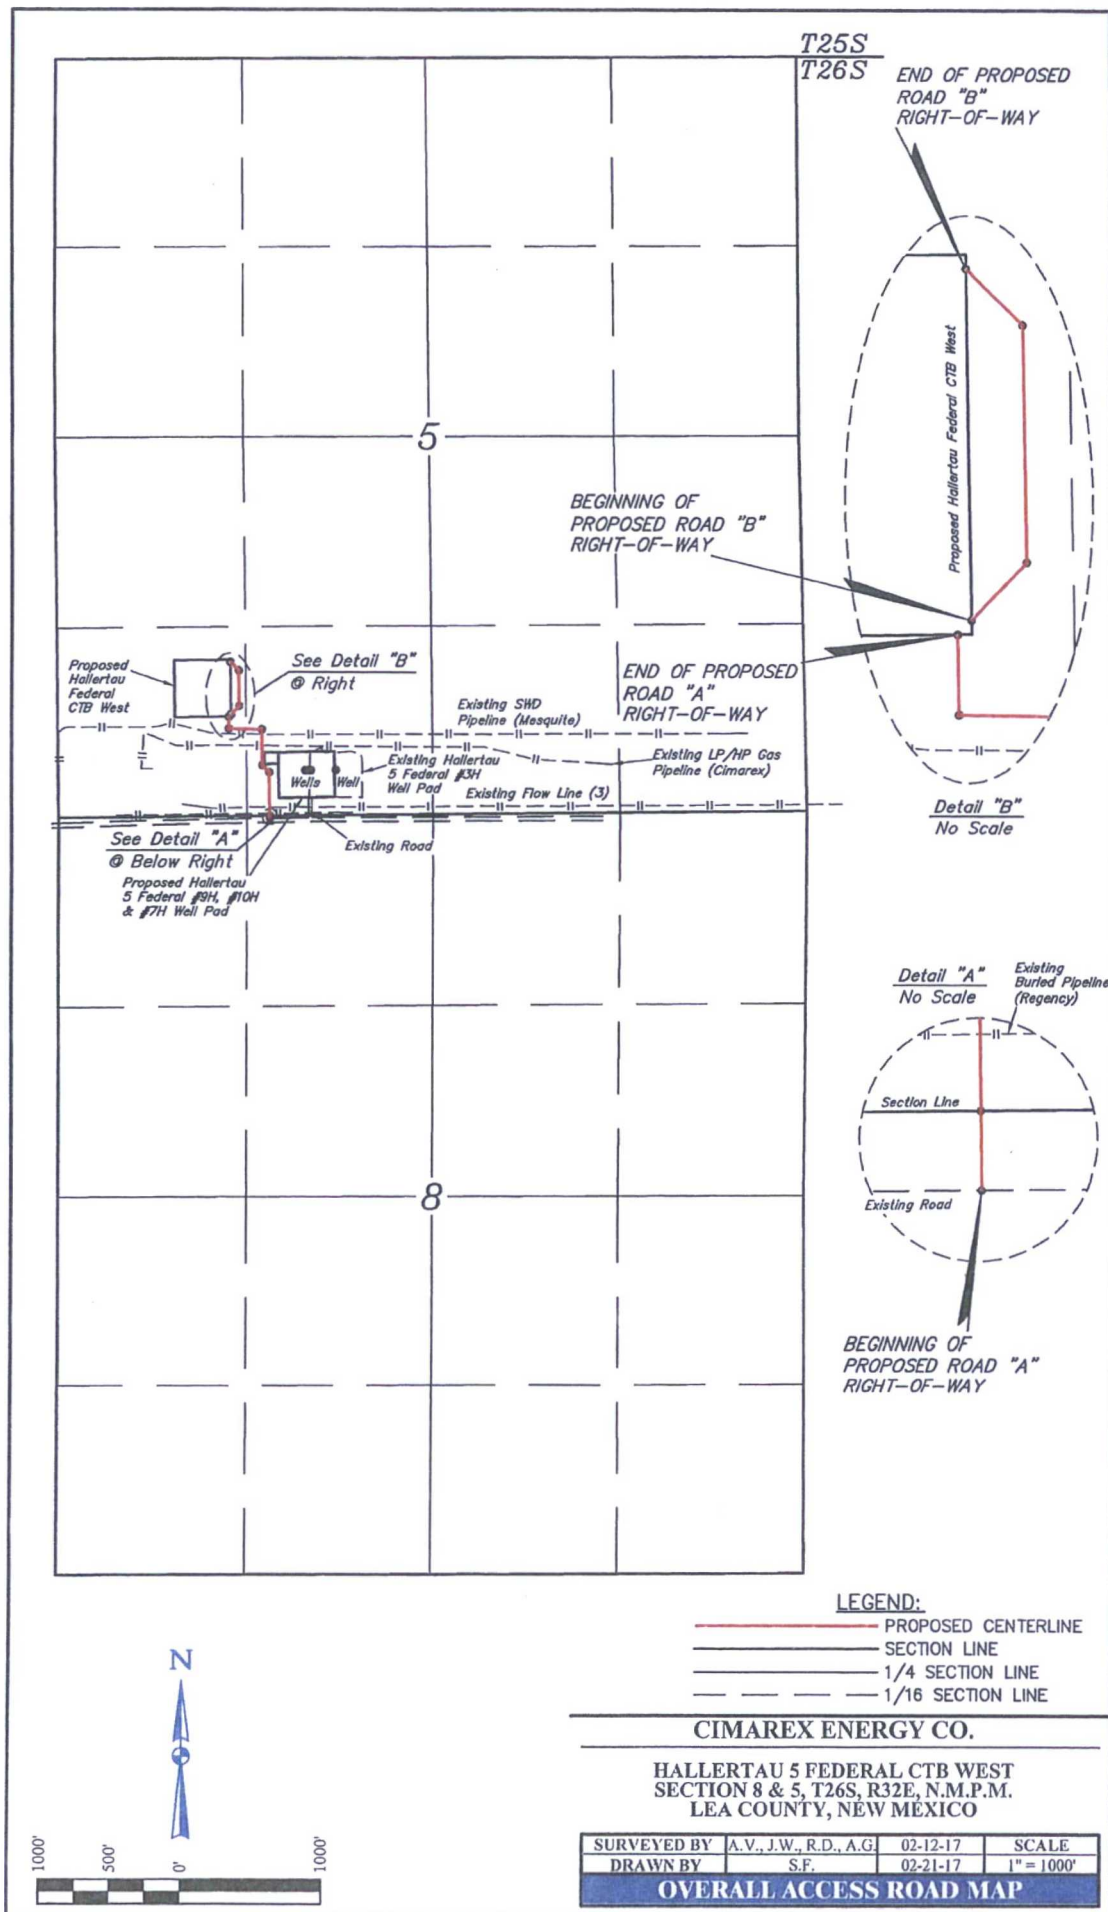 T25S
T26S
END OF PROPOSED
ROAD "B"
RIGHT-OF-WAY
Proposed Hallertau Federal CTB West
5
BEGINNING OF
PROPOSED ROAD "B"
RIGHT-OF-WAY
END OF PROPOSED
ROAD "A"
RIGHT-OF-WAY
Detail "B"
No Scale
Proposed
Hallertau
Federal
CTB West
See Detail "B"
@ Right
Existing SWD
Pipeline (Mesquite)
Existing LP/HP Gas
Pipeline (Cimarex)
Existing Hallertau
5 Federal #3H
Well Pad
Wells
Well
Existing Flow Line (3)
See Detail "A"
@ Below Right
Existing Road
Proposed Hallertau
5 Federal #9H, #10H
& #7H Well Pad
Detail "A"
No Scale
Existing
Buried Pipeline
(Regency)
Section Line
Existing Road
BEGINNING OF
PROPOSED ROAD "A"
RIGHT-OF-WAY
8
LEGEND:
PROPOSED CENTERLINE
SECTION LINE
1/4 SECTION LINE
1/16 SECTION LINE
N
1000'
500'
0'
1000'
CIMAREX ENERGY CO.
HALLERTAU 5 FEDERAL CTB WEST
SECTION 8 & 5, T26S, R32E, N.M.P.M.
LEA COUNTY, NEW MEXICO
SURVEYED BY A.V., J.W., R.D., A.G. 02-12-17 SCALE
DRAWN BY S.F. 02-21-17 1" = 1000'
OVERALL ACCESS ROAD MAP